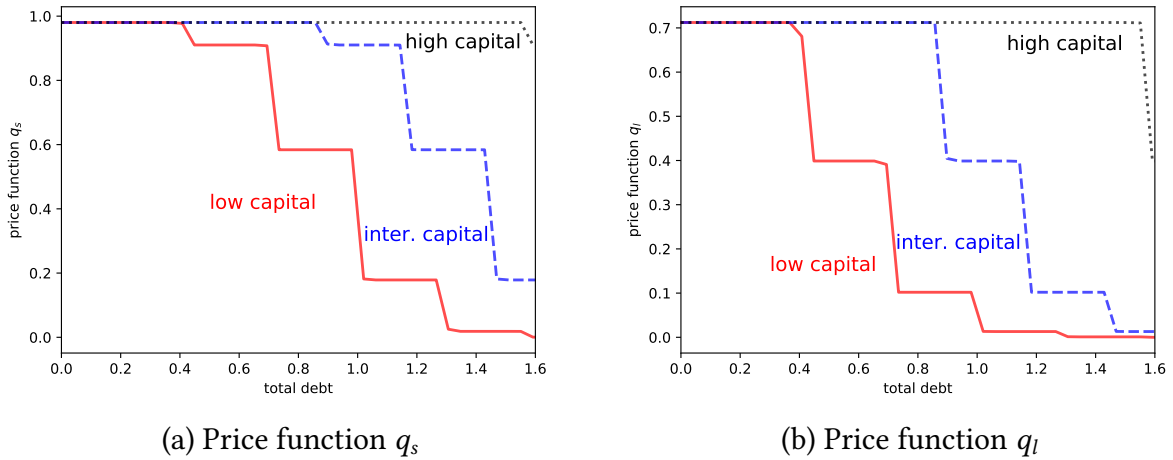 1.0
0.8
0.6
0.4
0.2
0.0
price function qₛ
high capital
low capital
inter. capital
0.0 0.2 0.4 0.6 0.8 1.0 1.2 1.4 1.6
total debt
(a) Price function qₛ
0.7
0.6
0.5
0.4
0.3
0.2
0.1
0.0
price function qₗ
high capital
inter. capital
low capital
0.0 0.2 0.4 0.6 0.8 1.0 1.2 1.4 1.6
total debt
(b) Price function qₗ